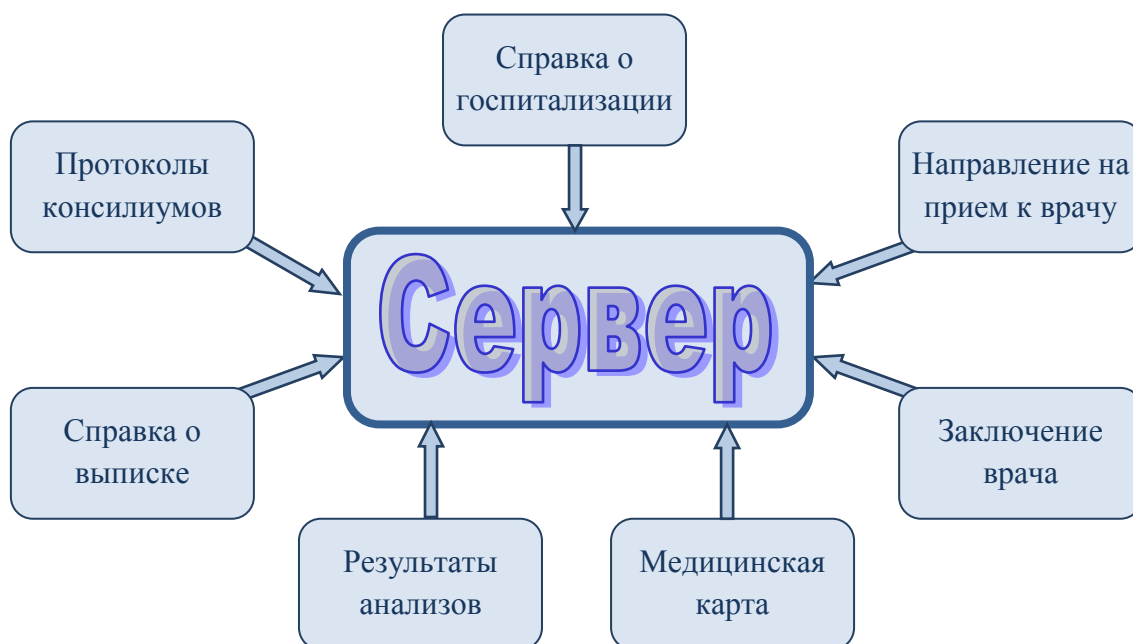 Справка о
госпитализации
Протоколы
консилиумов
Направление на
прием к врачу
Сервер
Справка о
выписке
Заключение
врача
Результаты
анализов
Медицинская
карта